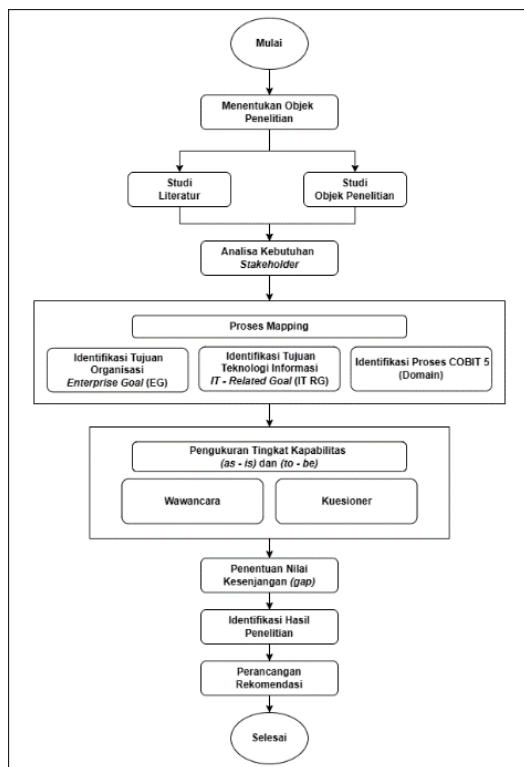 Mulai
Menentukan Objek
Penelitian
Studi
Literatur
Studi
Objek Penelitian
Analisa Kebutuhan
Stakeholder
Proses Mapping
Identifikasi Tujuan
Organisasi
Enterprise Goal (EG)
Identifikasi Tujuan
Teknologi Informasi
IT - Related Goal (IT RG)
Identifikasi Proses COBIT 5
(Domain)
Pengukuran Tingkat Kapabilitas
(as - is) dan (to - be)
Wawancara
Kuesioner
Penentuan Nilai
Kesenjangan (gap)
Identifikasi Hasil
Penelitian
Perancangan
Rekomendasi
Selesai